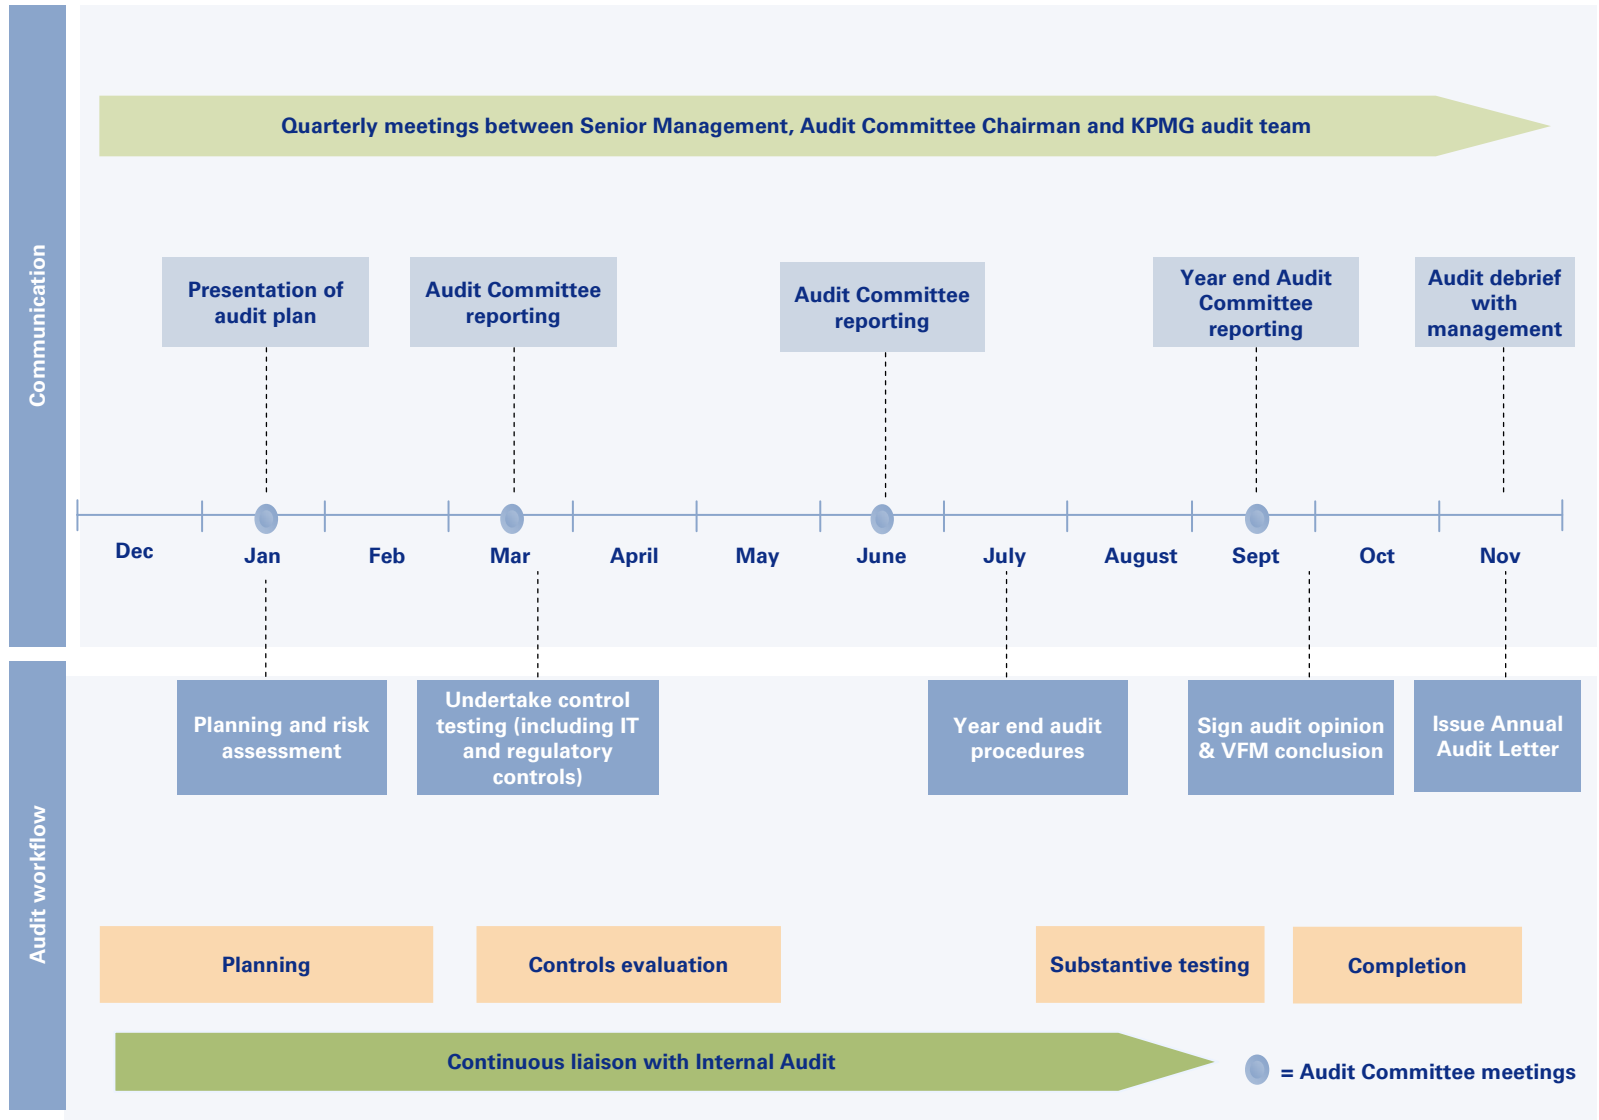 Communication
Quarterly meetings between Senior Management, Audit Committee Chairman and KPMG audit team
Presentation of
audit plan
Audit Committee
reporting
Audit Committee
reporting
Year end Audit
Committee
reporting
Audit debrief
with
management
Dec
Jan
Feb
Mar
April
May
June
July
August
Sept
Oct
Nov
Audit workflow
Planning and risk
assessment
Undertake control
testing (including IT
and regulatory
controls)
Year end audit
procedures
Sign audit opinion
& VFM conclusion
Issue Annual
Audit Letter
Planning
Controls evaluation
Substantive testing
Completion
Continuous liaison with Internal Audit
= Audit Committee meetings